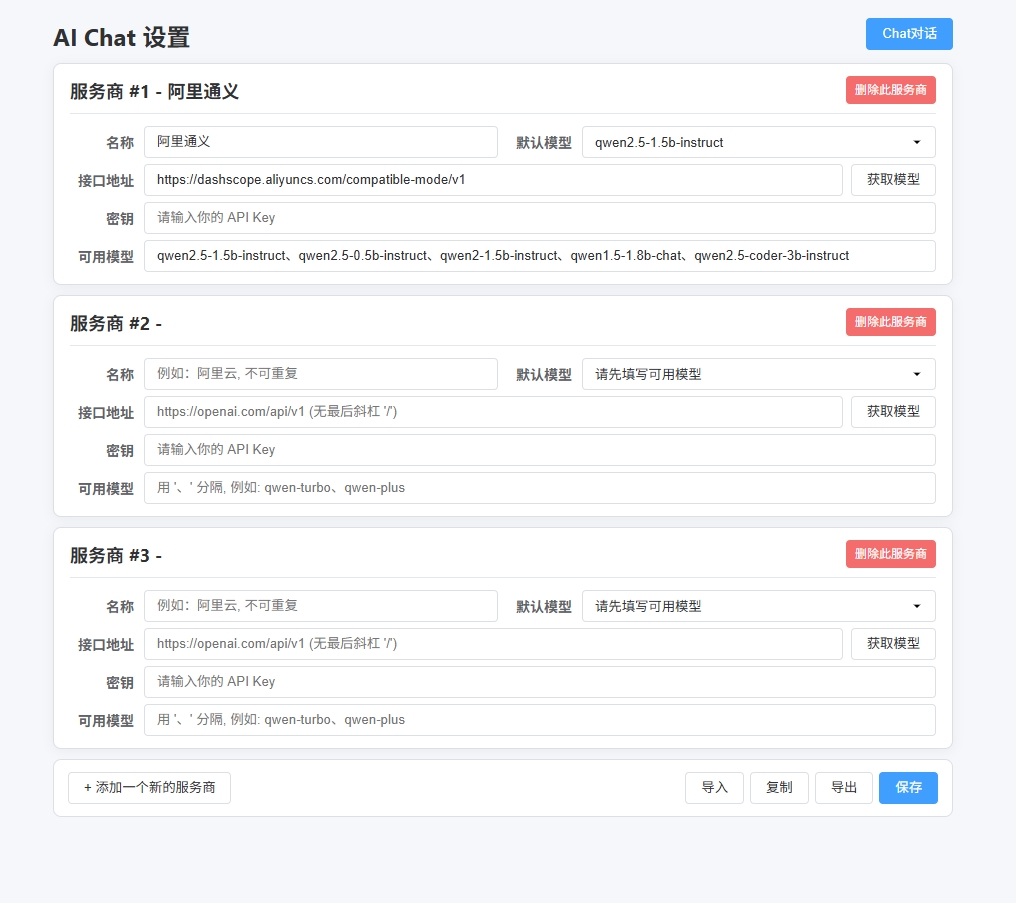 AI Chat 设置
Chat对话
服务商 #1 - 阿里通义
删除此服务商
名称 阿里通义 默认模型 qwen2.5-1.5b-instruct
接口地址 https://dashscope.aliyuncs.com/compatible-mode/v1 获取模型
密钥 请输入你的 API Key
可用模型 qwen2.5-1.5b-instruct、qwen2.5-0.5b-instruct、qwen2-1.5b-instruct、qwen1.5-1.8b-chat、qwen2.5-coder-3b-instruct
服务商 #2 -
删除此服务商
名称 例如：阿里云, 不可重复 默认模型 请先填写可用模型
接口地址 https://openai.com/api/v1 (无最后斜杠 '/') 获取模型
密钥 请输入你的 API Key
可用模型 用 '、' 分隔, 例如: qwen-turbo、qwen-plus
服务商 #3 -
删除此服务商
名称 例如：阿里云, 不可重复 默认模型 请先填写可用模型
接口地址 https://openai.com/api/v1 (无最后斜杠 '/') 获取模型
密钥 请输入你的 API Key
可用模型 用 '、' 分隔, 例如: qwen-turbo、qwen-plus
+ 添加一个新的服务商 导入 复制 导出 保存